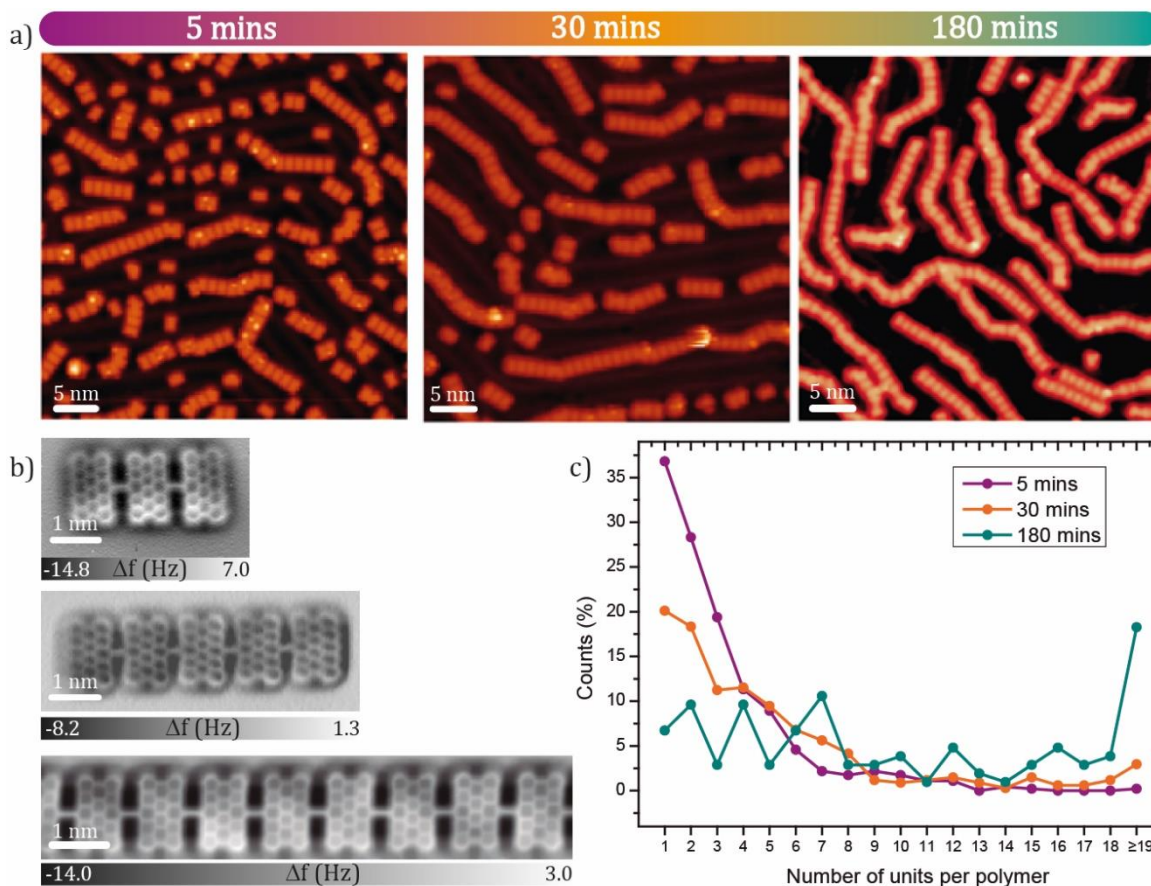 a) 5 mins 30 mins 180 mins
5 nm 5 nm 5 nm
b)
1 nm
-14.8 Δf (Hz) 7.0
1 nm
-8.2 Δf (Hz) 1.3
1 nm
-14.0 Δf (Hz) 3.0
c)
5 mins
30 mins
180 mins
35
30
25
20
15
10
5
0
Counts (%)
1 2 3 4 5 6 7 8 9 10 11 12 13 14 15 16 17 18 ≥19
Number of units per polymer